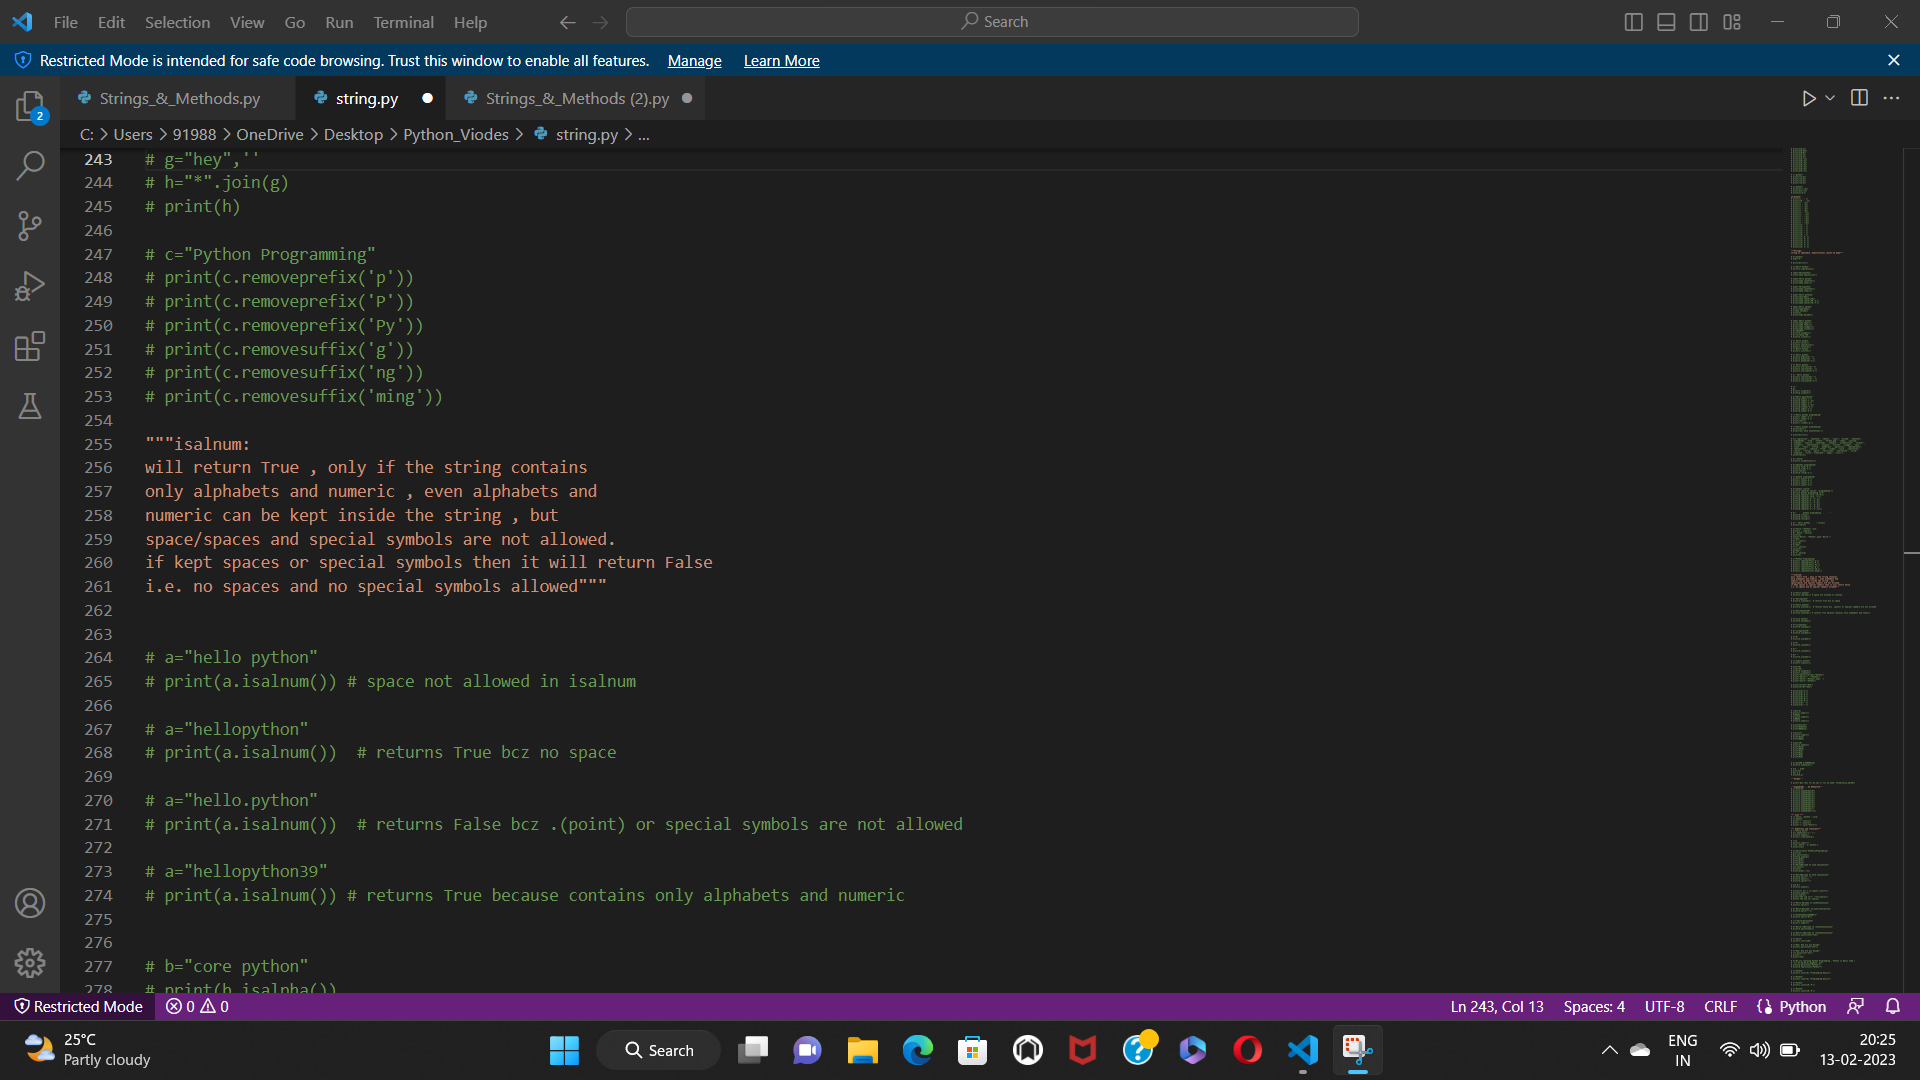 File Edit Selection View Go Run Terminal Help Search
Restricted Mode is intended for safe code browsing. Trust this window to enable all features. Manage Learn More
Strings_&_Methods.py string.py Strings_&_Methods (2).py
2
C: > Users > 91988 > OneDrive > Desktop > Python_Viodes > string.py > ...
243 # g="hey",''
244 # h="*".join(g)
245 # print(h)
246
247 # c="Python Programming"
248 # print(c.removeprefix('p'))
249 # print(c.removeprefix('P'))
250 # print(c.removeprefix('Py'))
251 # print(c.removesuffix('g'))
252 # print(c.removesuffix('ng'))
253 # print(c.removesuffix('ming'))
254
255 """isalnum:
256 will return True , only if the string contains
257 only alphabets and numeric , even alphabets and
258 numeric can be kept inside the string , but
259 space/spaces and special symbols are not allowed.
260 if kept spaces or special symbols then it will return False
261 i.e. no spaces and no special symbols allowed"""
262
263
264 # a="hello python"
265 # print(a.isalnum()) # space not allowed in isalnum
266
267 # a="hellopython"
268 # print(a.isalnum())  # returns True bcz no space
269
270 # a="hello.python"
271 # print(a.isalnum())  # returns False bcz .(point) or special symbols are not allowed
272
273 # a="hellopython39"
274 # print(a.isalnum()) # returns True because contains only alphabets and numeric
275
276
277 # b="core python"
278 # print(b.isalpha())
Restricted Mode 0 0 Ln 243, Col 13 Spaces: 4 UTF-8 CRLF Python
25°C
Partly cloudy
Search
ENG
IN
20:25
13-02-2023